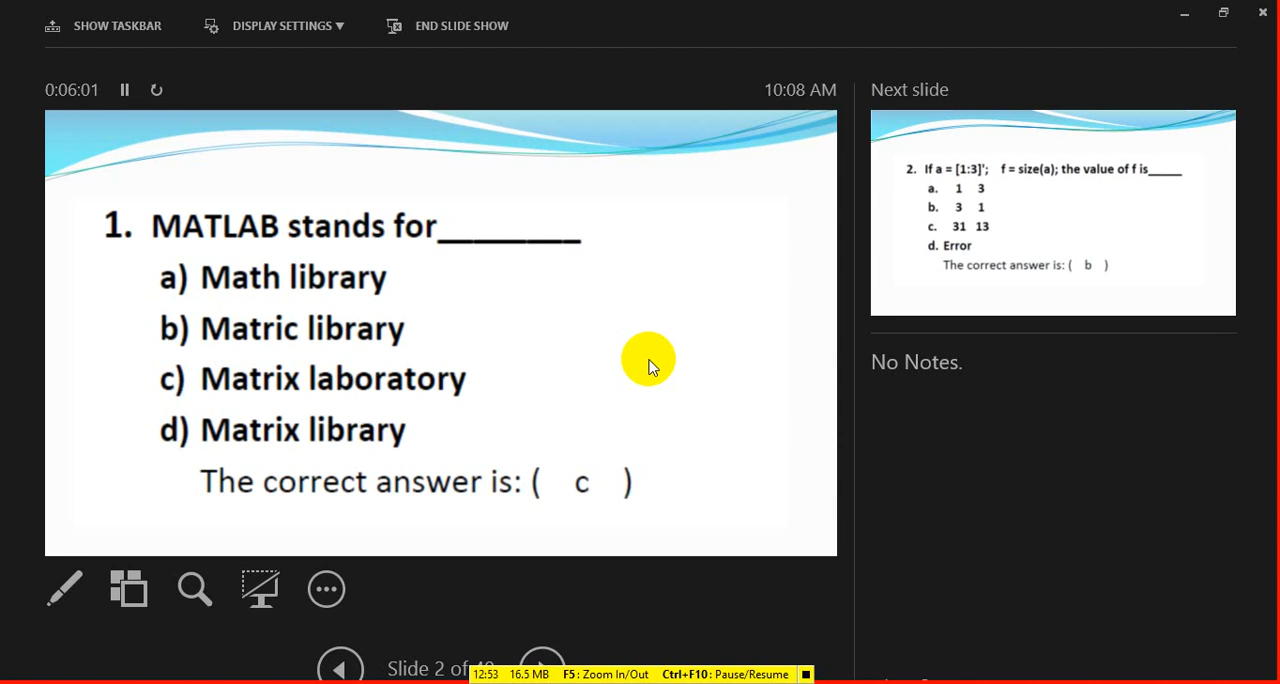 SHOW TASKBAR DISPLAY SETTINGS ▼ END SLIDE SHOW
0:06:01 10:08 AM
1. MATLAB stands for________
a) Math library
b) Matric library
c) Matrix laboratory
d) Matrix library
The correct answer is: ( c )
Next slide
2. If a = [1:3]'; f = size(a); the value of f is_____
a. 1 3
b. 3 1
c. 31 13
d. Error
The correct answer is: ( b )
No Notes.
Slide 2 of
12:53 16.5 MB F5: Zoom In/Out Ctrl+F10: Pause/Resume